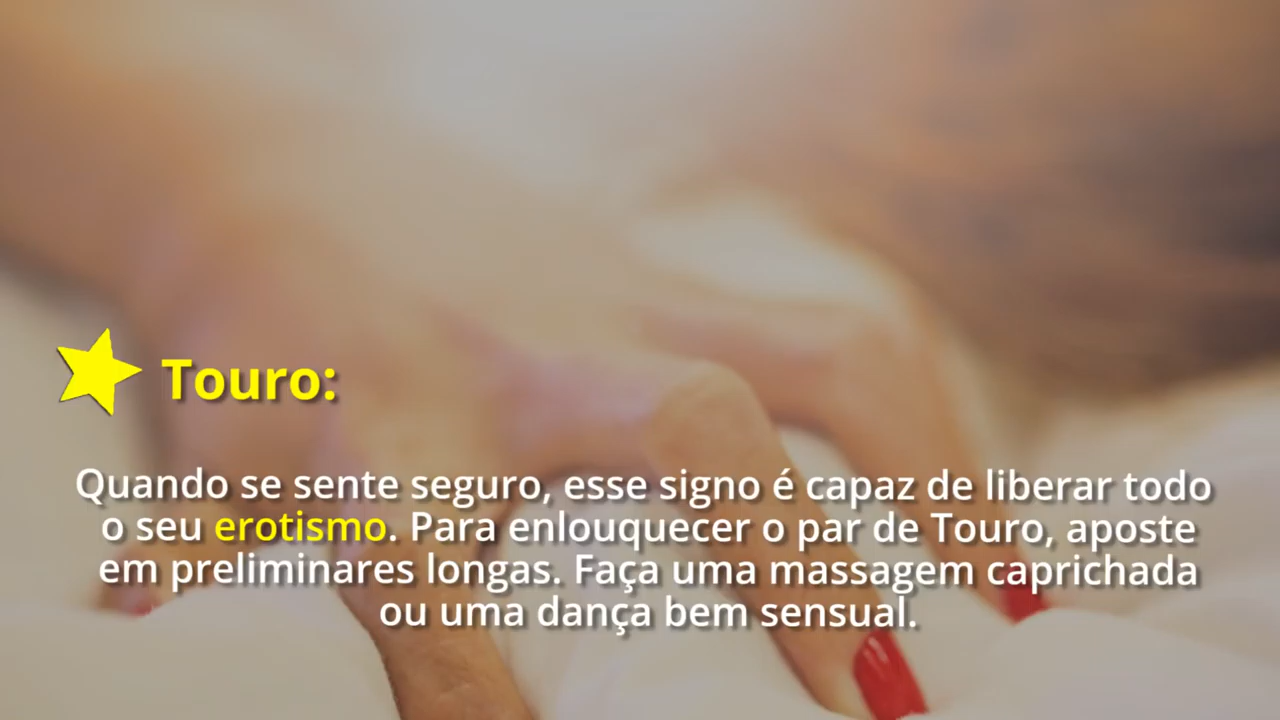 Touro:
Quando se sente seguro, esse signo é capaz de liberar todo
o seu erotismo. Para enlouquecer o par de Touro, aposte
em preliminares longas. Faça uma massagem caprichada
ou uma dança bem sensual.